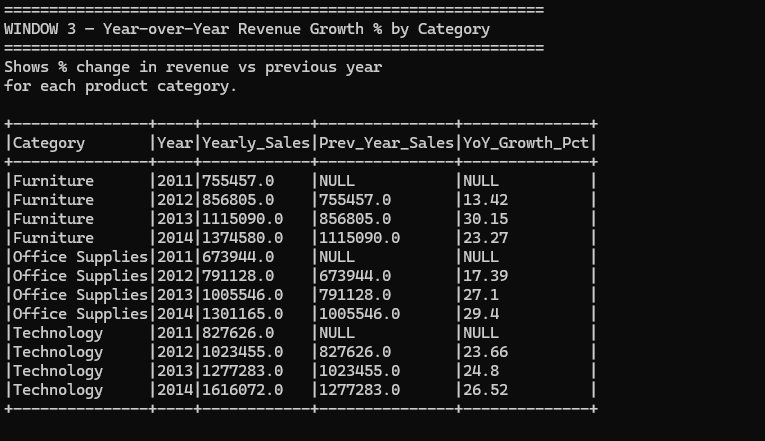 ============================================================
WINDOW 3 — Year-over-Year Revenue Growth % by Category
============================================================
Shows % change in revenue vs previous year
for each product category.
+---------------+----+------------+---------------+--------------+
|Category       |Year|Yearly_Sales|Prev_Year_Sales|YoY_Growth_Pct|
+---------------+----+------------+---------------+--------------+
|Furniture      |2011|755457.0    |NULL           |NULL          |
|Furniture      |2012|856805.0    |755457.0       |13.42         |
|Furniture      |2013|1115090.0   |856805.0       |30.15         |
|Furniture      |2014|1374580.0   |1115090.0      |23.27         |
|Office Supplies|2011|673944.0    |NULL           |NULL          |
|Office Supplies|2012|791128.0    |673944.0       |17.39         |
|Office Supplies|2013|1005546.0   |791128.0       |27.1          |
|Office Supplies|2014|1301165.0   |1005546.0      |29.4          |
|Technology     |2011|827626.0    |NULL           |NULL          |
|Technology     |2012|1023455.0   |827626.0       |23.66         |
|Technology     |2013|1277283.0   |1023455.0      |24.8          |
|Technology     |2014|1616072.0   |1277283.0      |26.52         |
+---------------+----+------------+---------------+--------------+